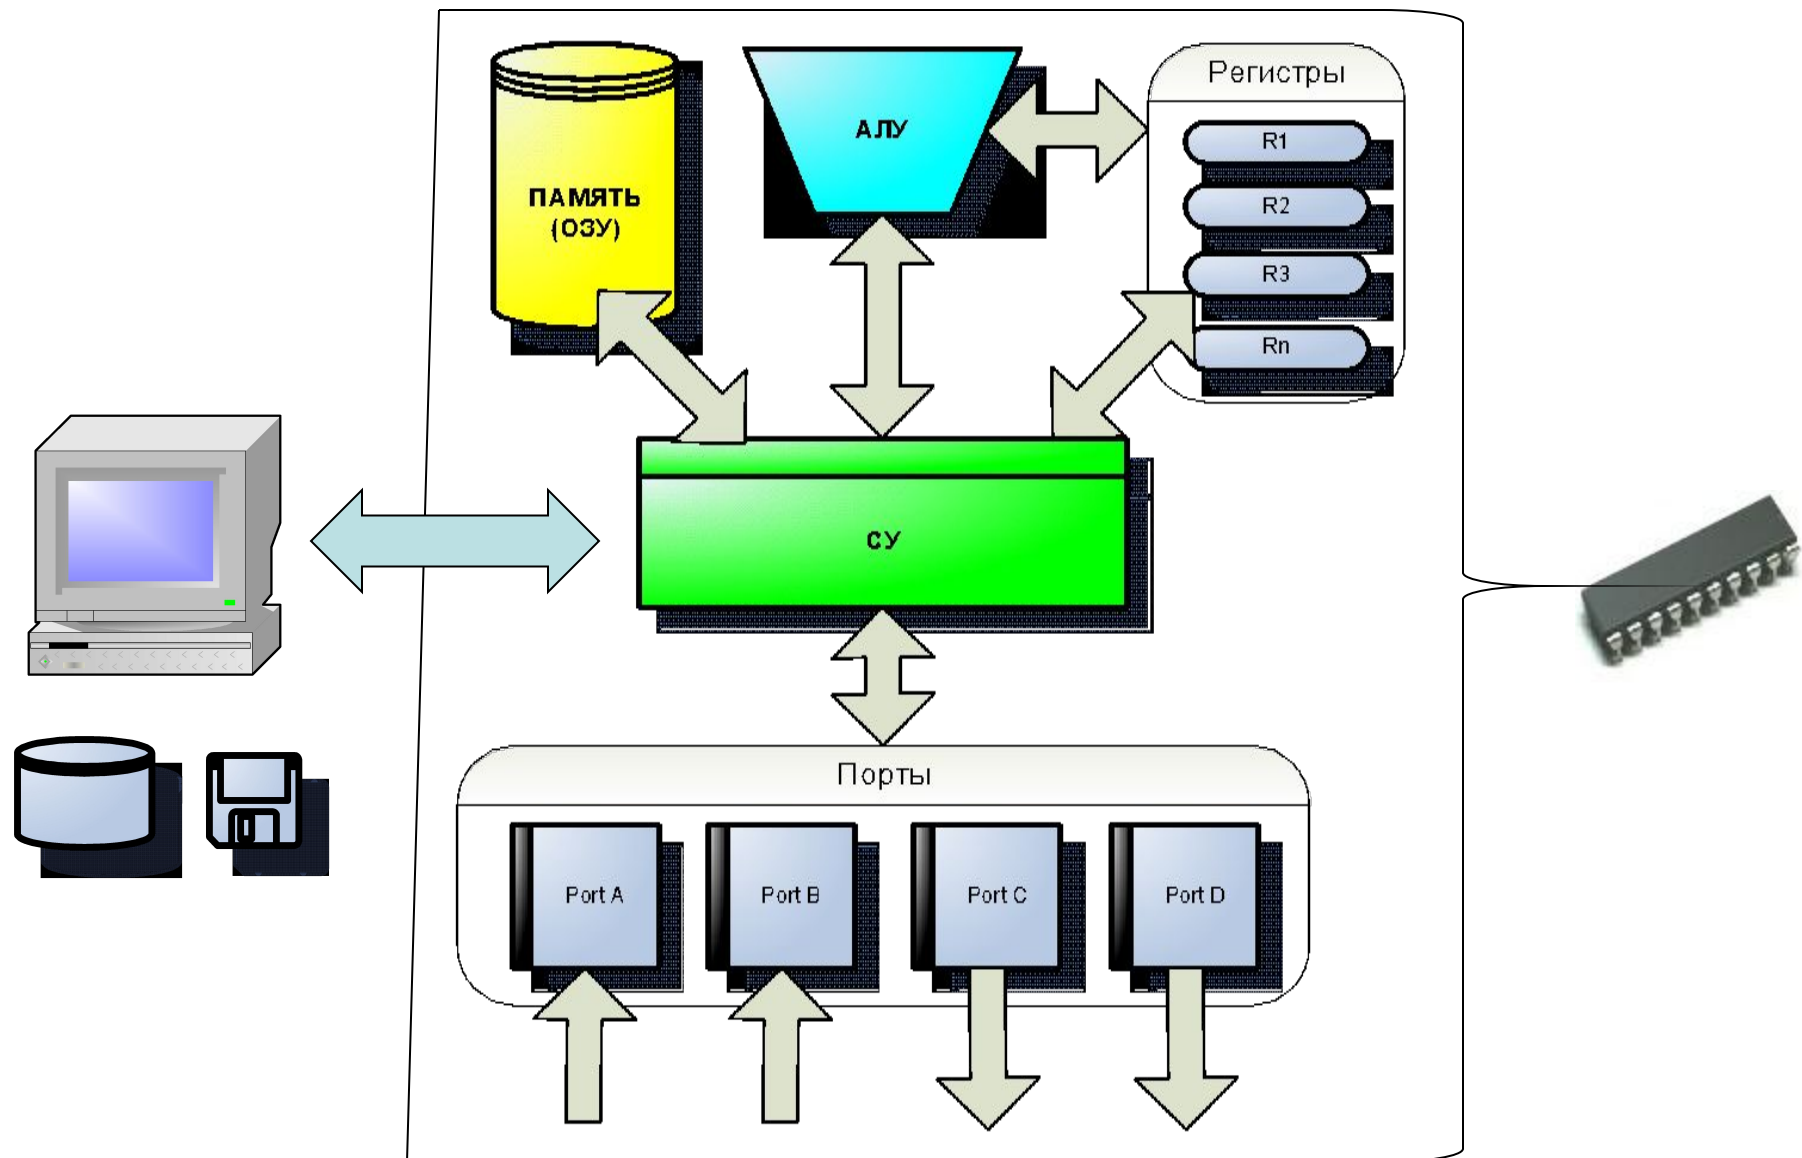 ПАМЯТЬ
(ОЗУ)
АЛУ
Регистры
R1
R2
R3
Rn
СУ
Порты
Port A
Port B
Port C
Port D